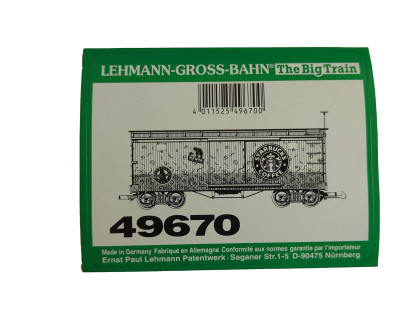 LEHMANN-GROSS-BAHN® The Big Train
4 011525 496700
STARBUCKS
COFFEE
49670
Made in Germany Fabriqué en Allemagne Conformité aux normes garantie par l'importateur
Ernst Paul Lehmann Patentwerk · Saganer Str.1-5 D-90475 Nürnberg